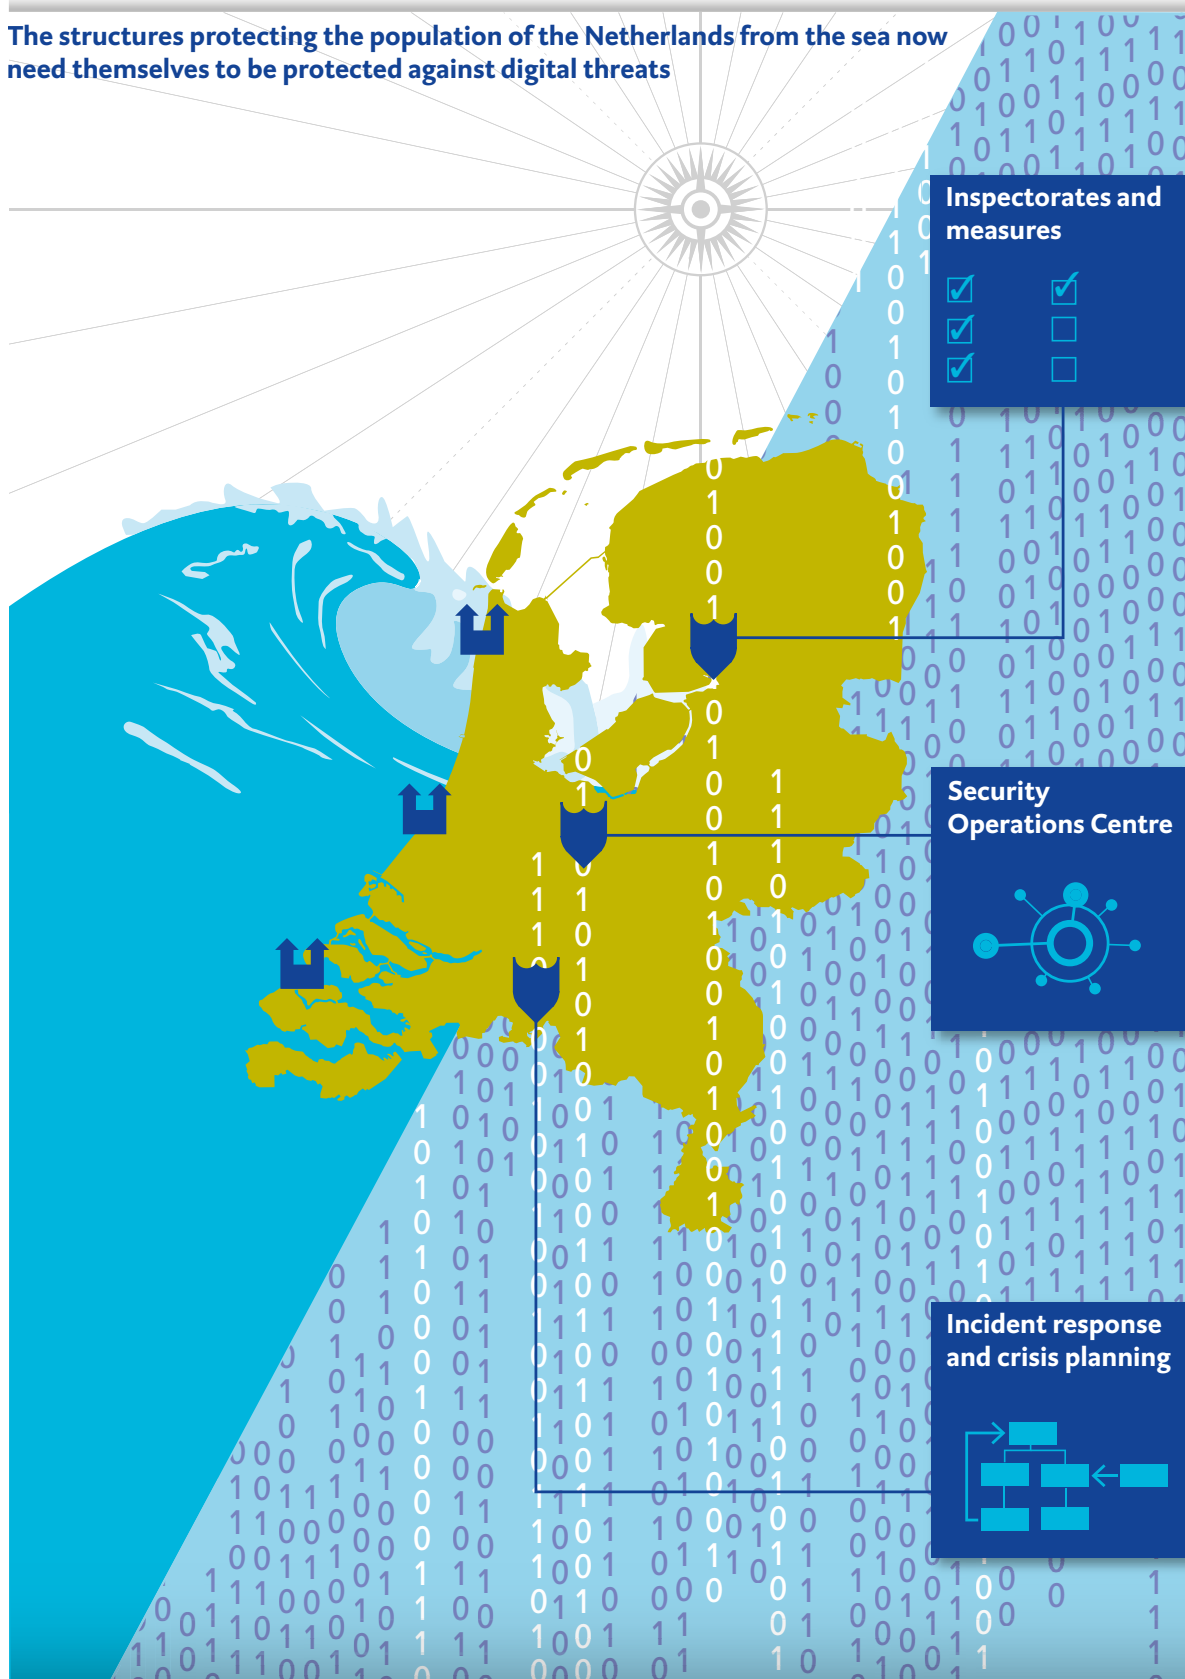 The structures protecting the population of the Netherlands from the sea now
need themselves to be protected against digital threats
Inspectorates and
measures
Security
Operations Centre
Incident response
and crisis planning